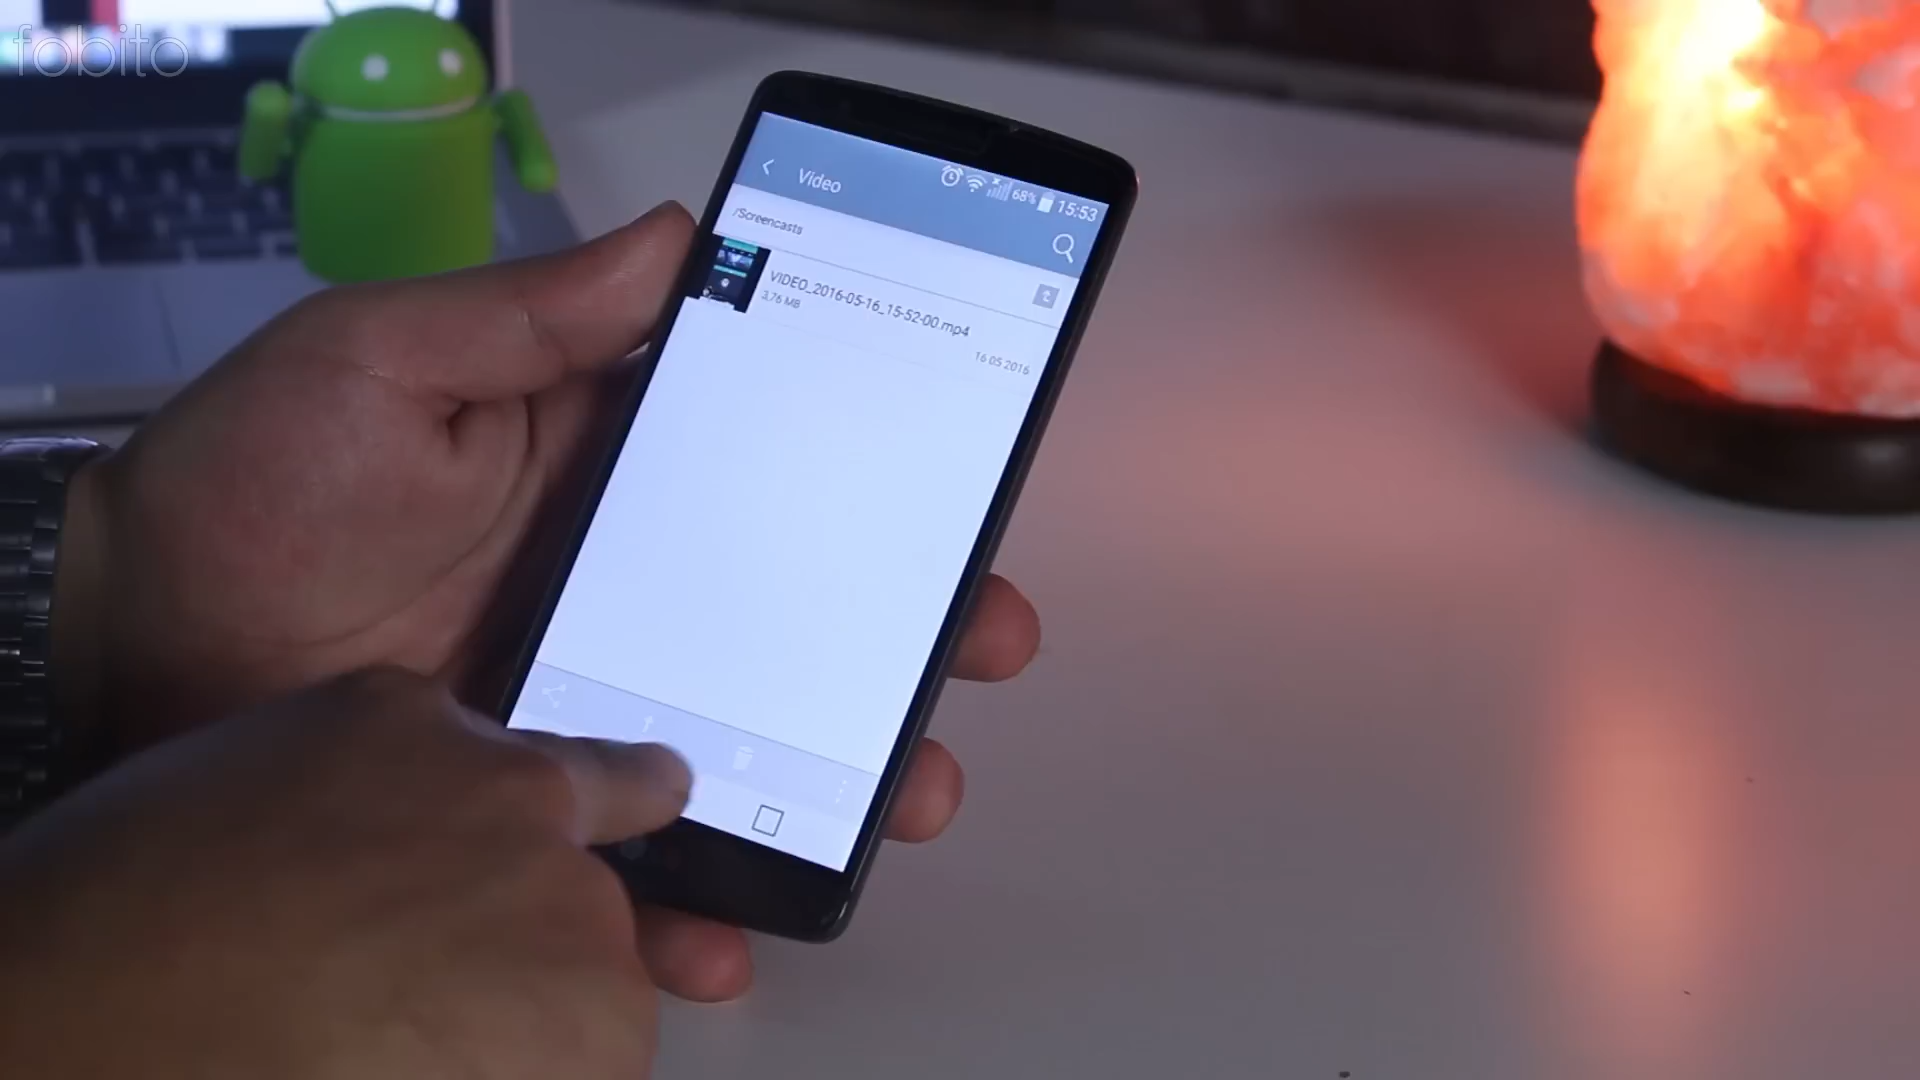 fobito
Video
68%
15:53
/Screencasts
VIDEO_2016-05-16_15-52-00.mp4
3,76 MB
16.05.2016